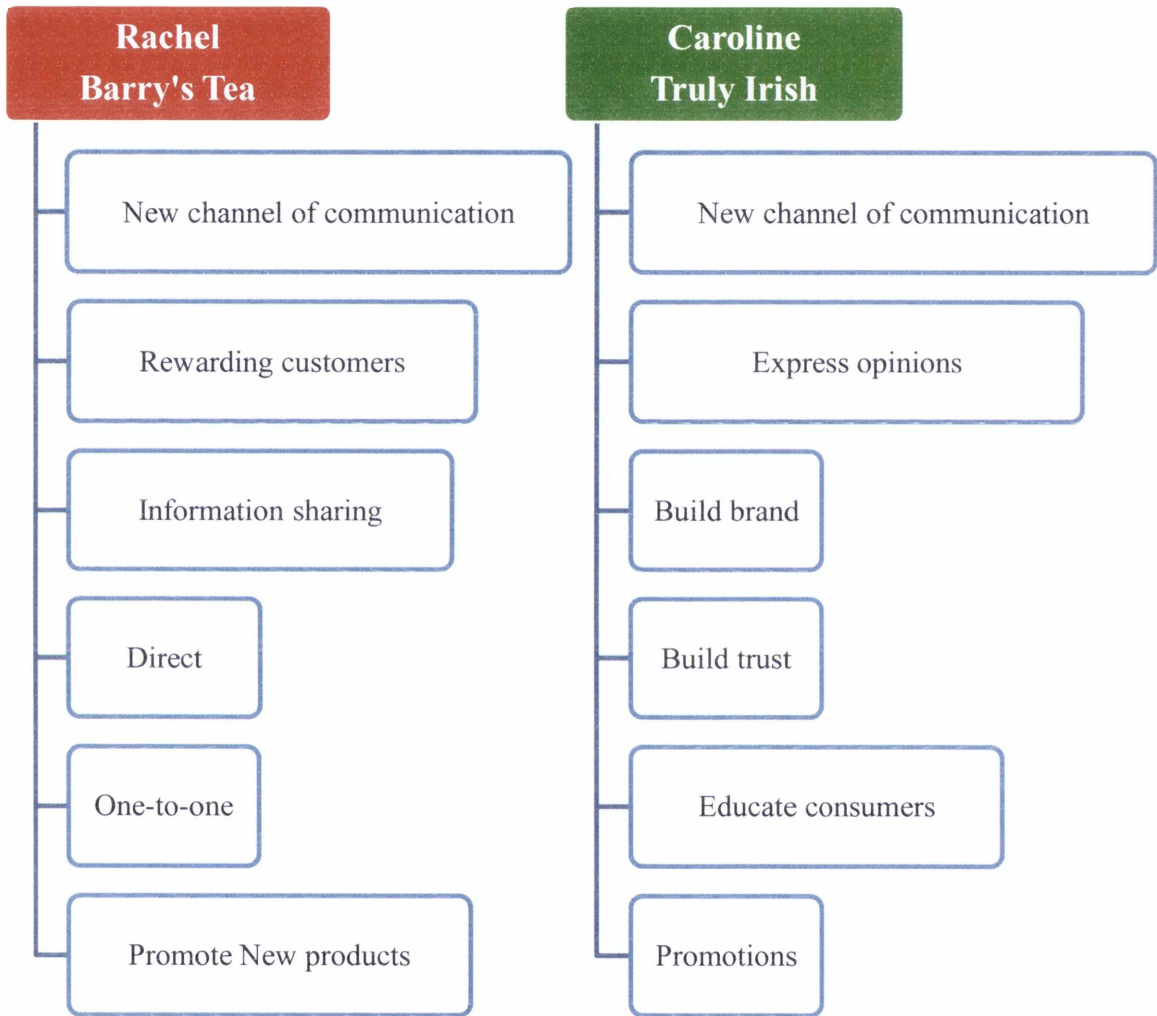 Rachel
Barry's Tea
New channel of communication
Rewarding customers
Information sharing
Direct
One-to-one
Promote New products
Caroline
Truly Irish
New channel of communication
Express opinions
Build brand
Build trust
Educate consumers
Promotions